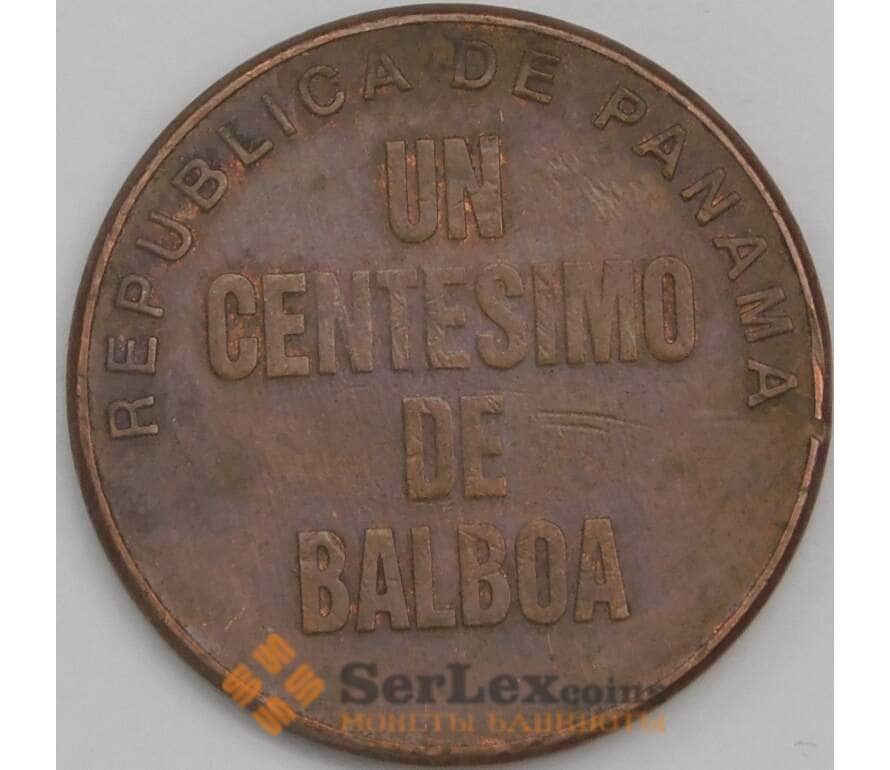 REPUBLICA DE PANAMA
UN
CENTESIMO
DE
BALBOA
SerLexcoins
МОНЕТЫ БАНКНОТЫ